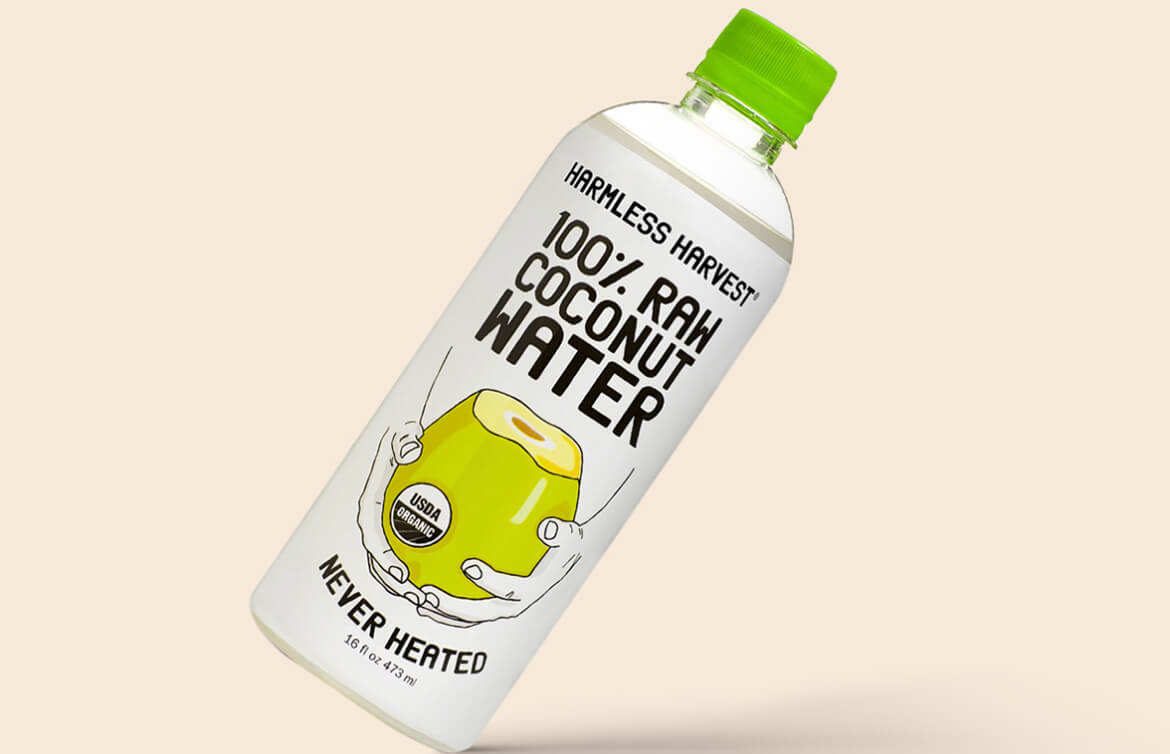 HARMLESS HARVEST®
100% RAW
COCONUT
WATER
USDA
ORGANIC
NEVER HEATED
16 fl oz 473 ml